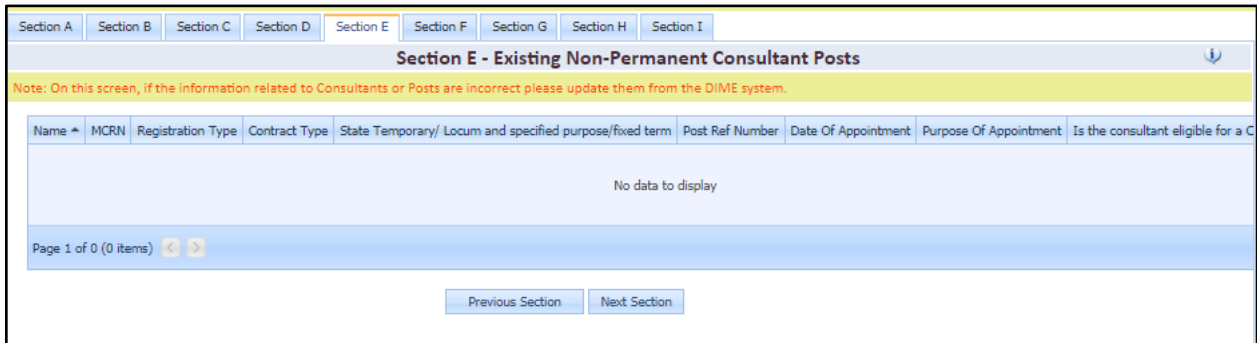 Section A Section B Section C Section D Section E Section F Section G Section H Section I
Section E - Existing Non-Permanent Consultant Posts
Note: On this screen, if the information related to Consultants or Posts are incorrect please update them from the DIME system.
Name MCRN Registration Type Contract Type State Temporary/ Locum and specified purpose/fixed term Post Ref Number Date Of Appointment Purpose Of Appointment Is the consultant eligible for a C
No data to display
Page 1 of 0 (0 items) < >
Previous Section Next Section